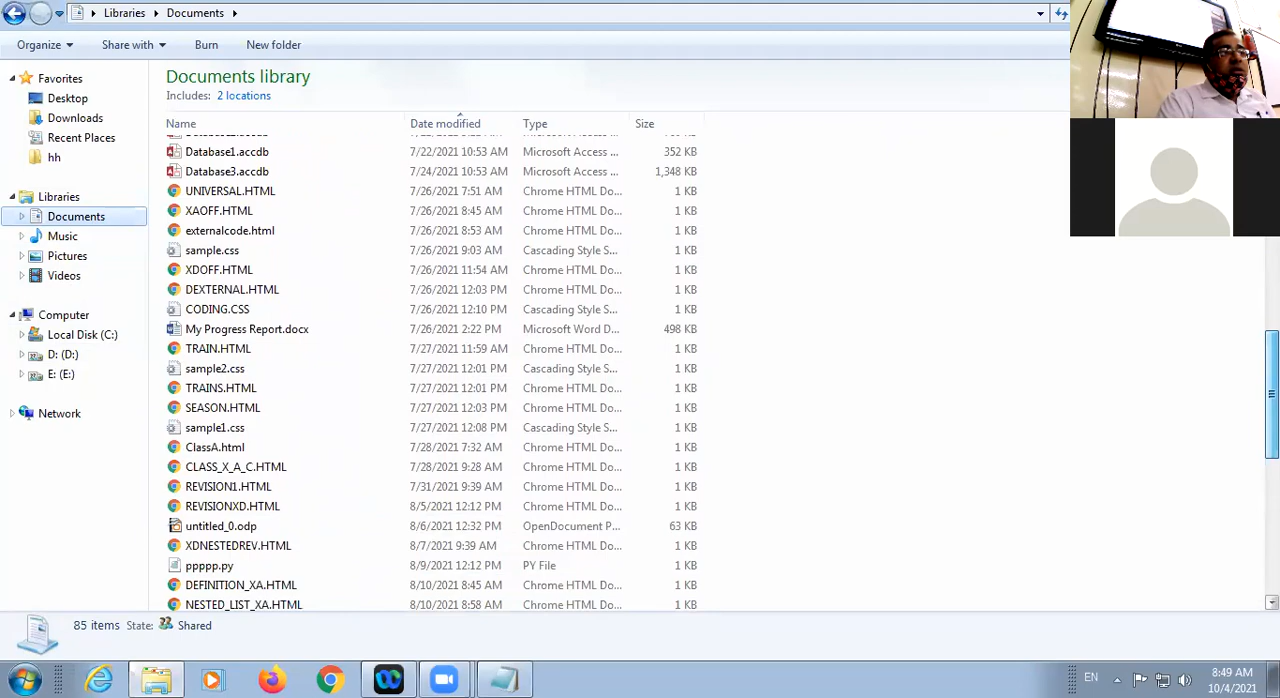 Libraries Documents
Organize Share with Burn New folder
Favorites
Desktop
Downloads
Recent Places
hh
Libraries
Documents
Music
Pictures
Videos
Computer
Local Disk (C:)
D: (D:)
E: (E:)
Network
Documents library
Includes: 2 locations
Name Date modified Type Size
Database1.accdb 7/22/2021 10:53 AM Microsoft Access ... 352 KB
Database3.accdb 7/24/2021 10:53 AM Microsoft Access ... 1,348 KB
UNIVERSAL.HTML 7/26/2021 7:51 AM Chrome HTML Do... 1 KB
XAOFF.HTML 7/26/2021 8:45 AM Chrome HTML Do... 1 KB
externalcode.html 7/26/2021 8:53 AM Chrome HTML Do... 1 KB
sample.css 7/26/2021 9:03 AM Cascading Style S... 1 KB
XDOFF.HTML 7/26/2021 11:54 AM Chrome HTML Do... 1 KB
DEXTERNAL.HTML 7/26/2021 12:03 PM Chrome HTML Do... 1 KB
CODING.CSS 7/26/2021 12:10 PM Cascading Style S... 1 KB
My Progress Report.docx 7/26/2021 2:22 PM Microsoft Word D... 498 KB
TRAIN.HTML 7/27/2021 11:59 AM Chrome HTML Do... 1 KB
sample2.css 7/27/2021 12:01 PM Cascading Style S... 1 KB
TRAINS.HTML 7/27/2021 12:01 PM Chrome HTML Do... 1 KB
SEASON.HTML 7/27/2021 12:03 PM Chrome HTML Do... 1 KB
sample1.css 7/27/2021 12:08 PM Cascading Style S... 1 KB
ClassA.html 7/28/2021 7:32 AM Chrome HTML Do... 1 KB
CLASS_X_A_C.HTML 7/28/2021 9:28 AM Chrome HTML Do... 1 KB
REVISION1.HTML 7/31/2021 9:39 AM Chrome HTML Do... 1 KB
REVISIONXD.HTML 8/5/2021 12:12 PM Chrome HTML Do... 1 KB
untitled_0.odp 8/6/2021 12:32 PM OpenDocument P... 63 KB
XDNESTEDREV.HTML 8/7/2021 9:39 AM Chrome HTML Do... 1 KB
ppppp.py 8/9/2021 12:12 PM PY File 1 KB
DEFINITION_XA.HTML 8/10/2021 8:45 AM Chrome HTML Do... 1 KB
NESTED_LIST_XA.HTML 8/10/2021 8:58 AM Chrome HTML Do... 1 KB
85 items State: Shared
EN 8:49 AM
10/4/2021